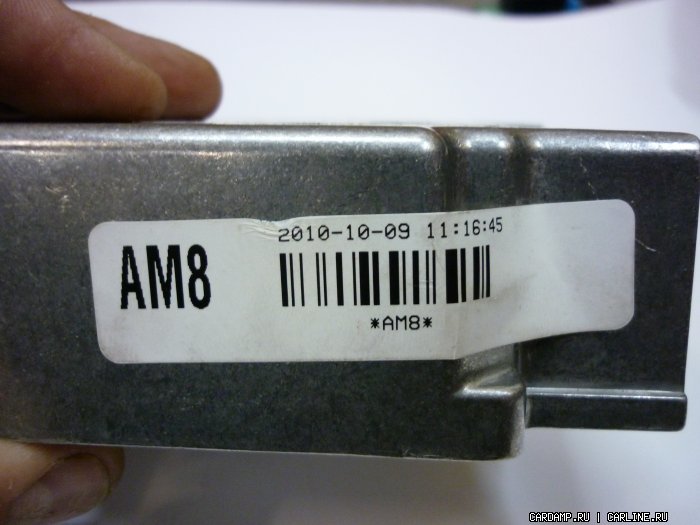 2010-10-09 11:16:45
AM8
*AM8*
CARDAMP.RU | CARLINE.RU